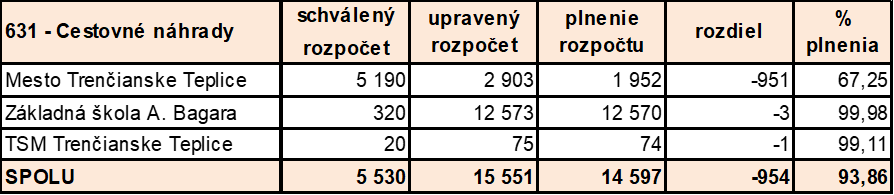 631 - Cestovné náhrady schválený rozpočet upravený rozpočet plnenie rozpočtu rozdiel % plnenia
Mesto Trenčianske Teplice 5 190 2 903 1 952 -951 67,25
Základná škola A. Bagara 320 12 573 12 570 -3 99,98
TSM Trenčianske Teplice 20 75 74 -1 99,11
SPOLU 5 530 15 551 14 597 -954 93,86